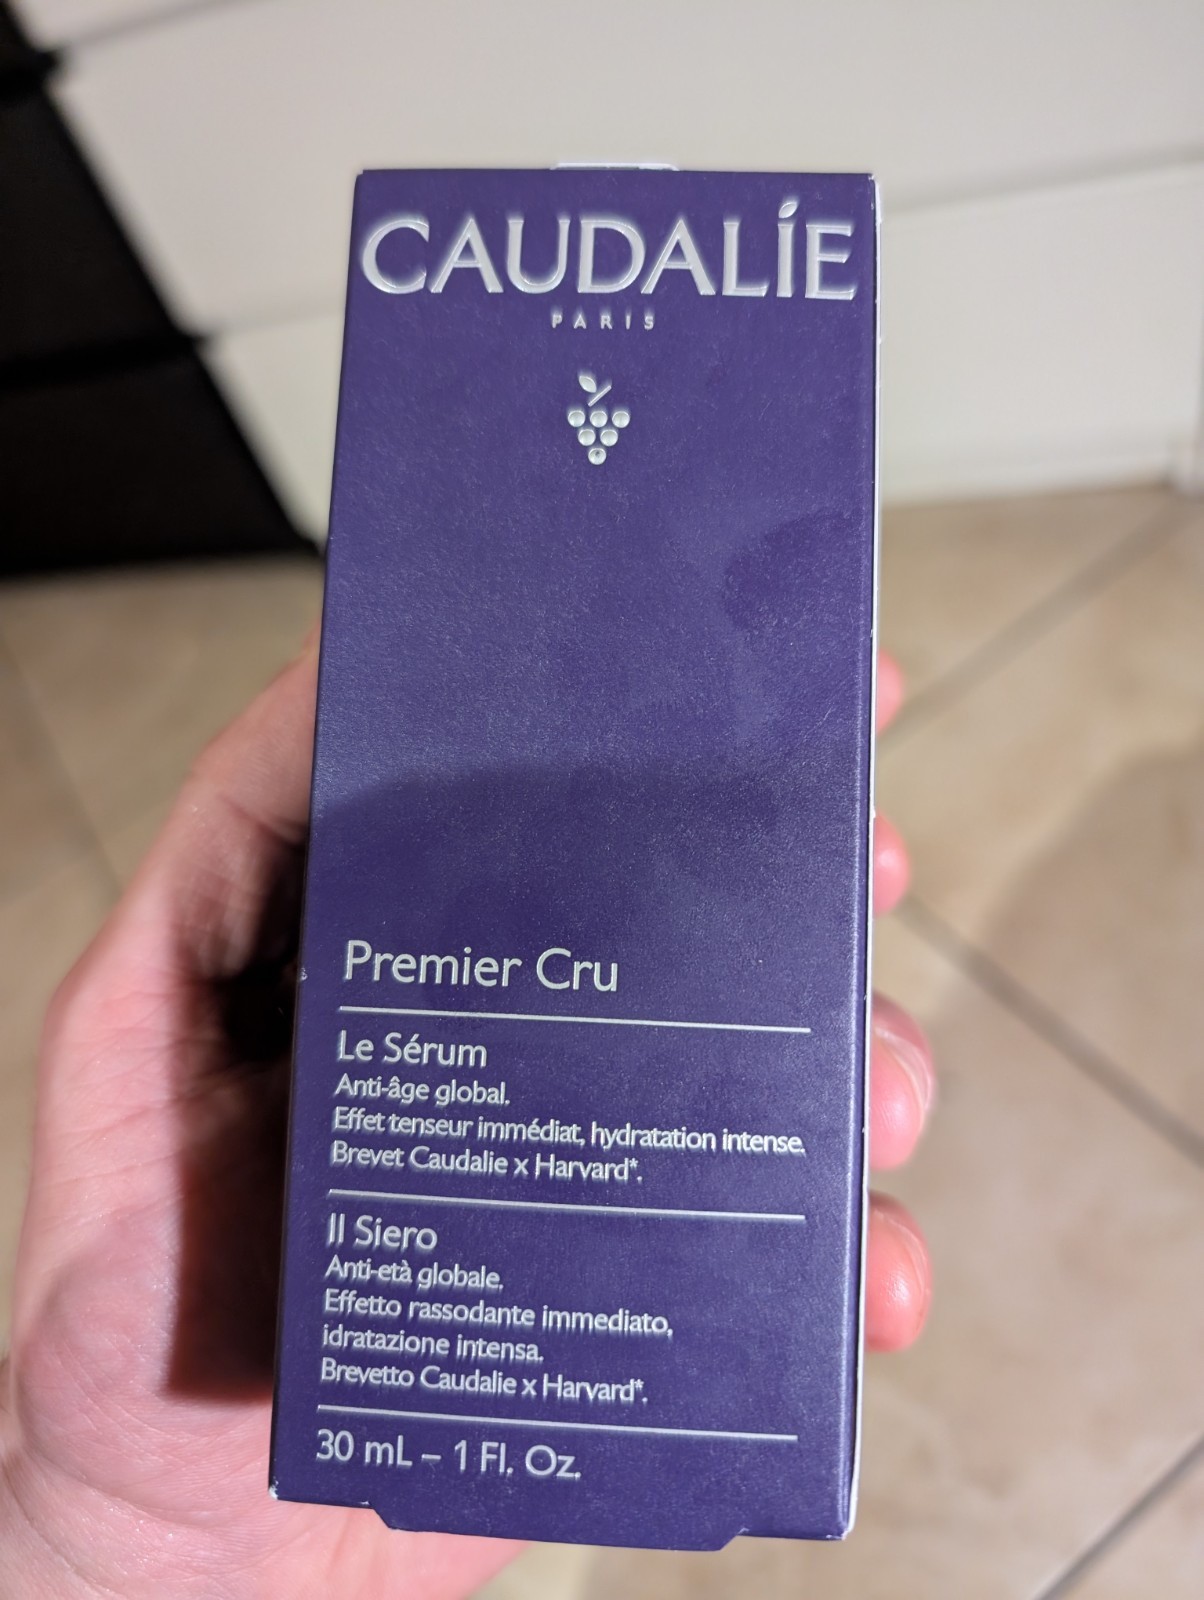 CAUDALÍE
PARIS
Premier Cru
Le Sérum
Anti-âge global.
Effet tenseur immédiat, hydratation intense.
Brevet Caudalie x Harvard*.
Il Siero
Anti-età globale.
Effetto rassodante immediato,
idratazione intensa.
Brevetto Caudalie x Harvard*.
30 mL – 1 Fl. Oz.